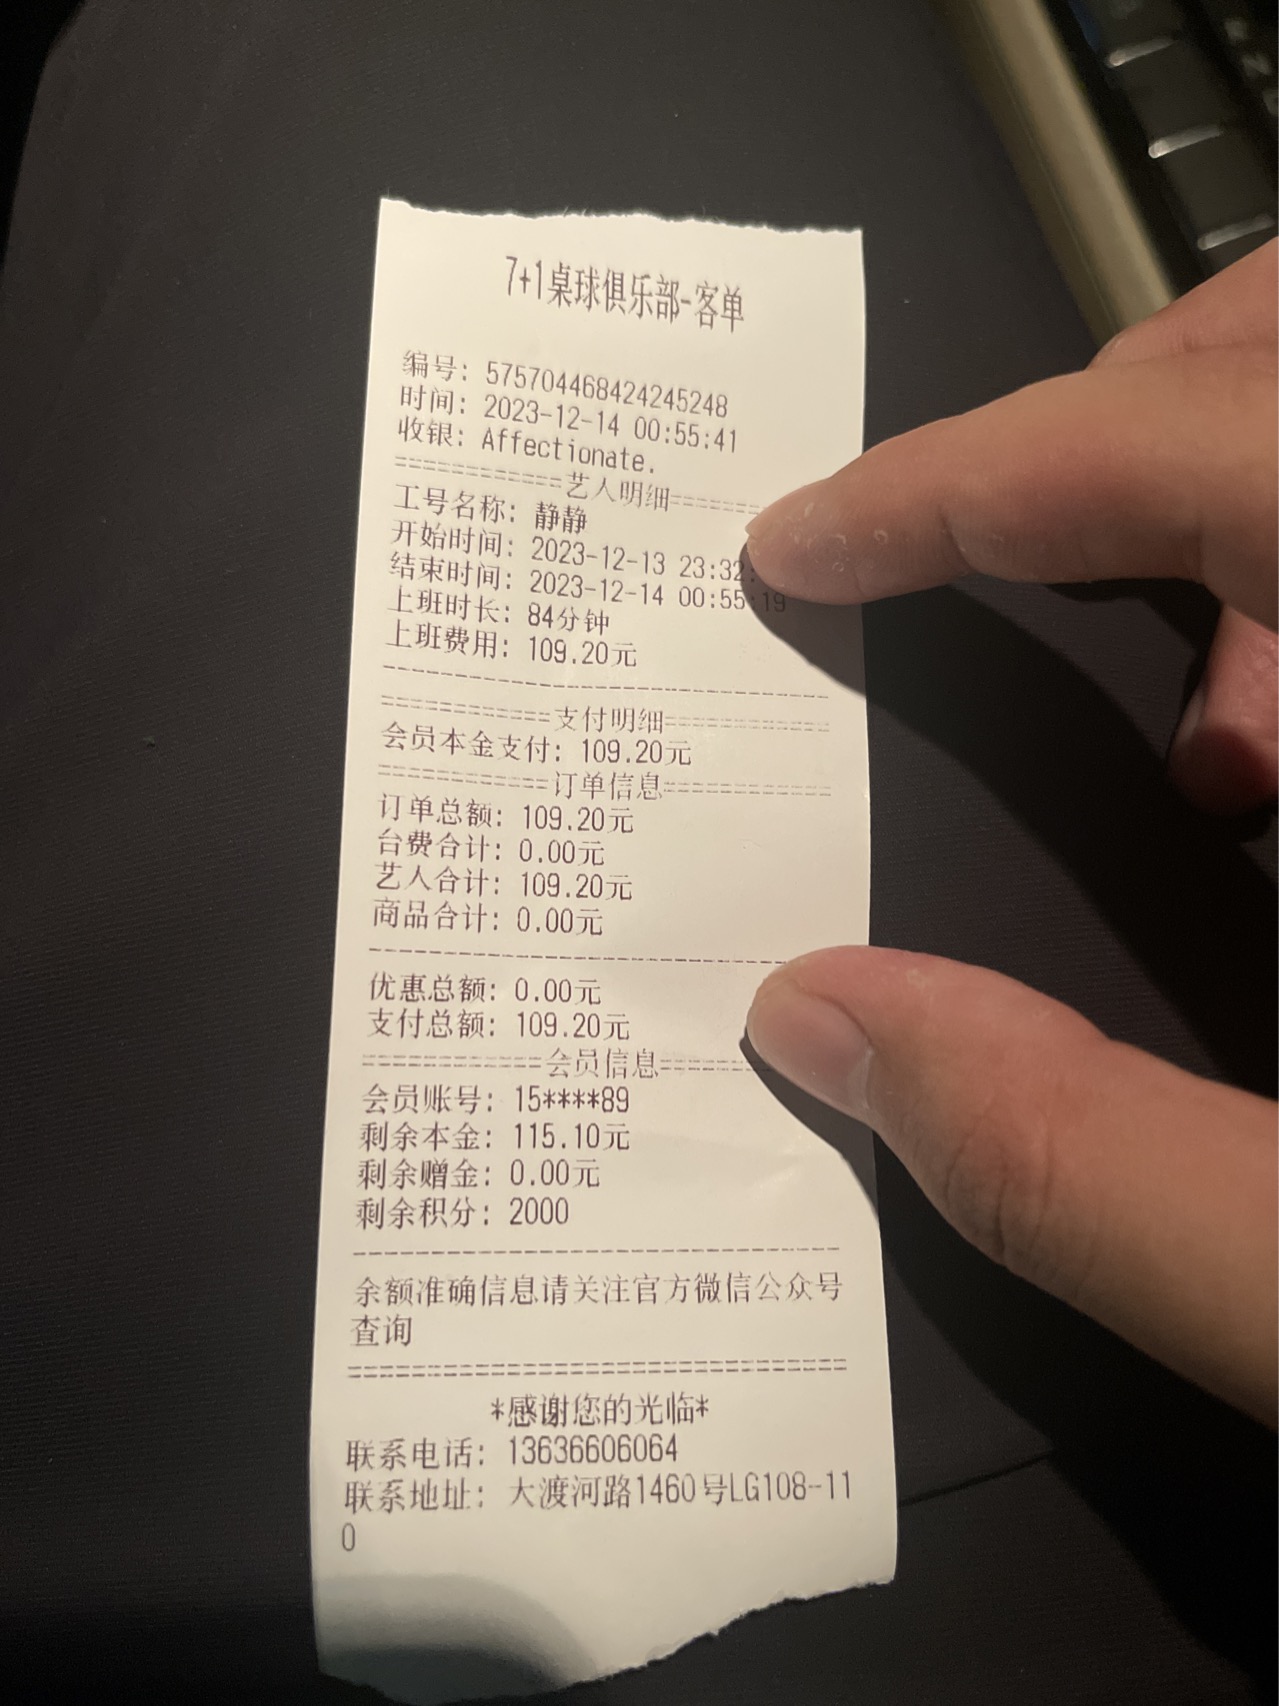 7+1桌球俱乐部-客单
编号: 575704468424245248
时间: 2023-12-14 00:55:41
收银: Affectionate.
============艺人明细=======
工号名称: 静静
开始时间: 2023-12-13 23:32:
结束时间: 2023-12-14 00:55:19
上班时长: 84分钟
上班费用: 109.20元
--------------------------------
============支付明细============
会员本金支付: 109.20元
============订单信息============
订单总额: 109.20元
台费合计: 0.00元
艺人合计: 109.20元
商品合计: 0.00元
--------------------------------
优惠总额: 0.00元
支付总额: 109.20元
============会员信息=======
会员账号: 15****89
剩余本金: 115.10元
剩余赠金: 0.00元
剩余积分: 2000
--------------------------------
余额准确信息请关注官方微信公众号
查询
================================
*感谢您的光临*
联系电话: 13636606064
联系地址: 大渡河路1460号LG108-11
0